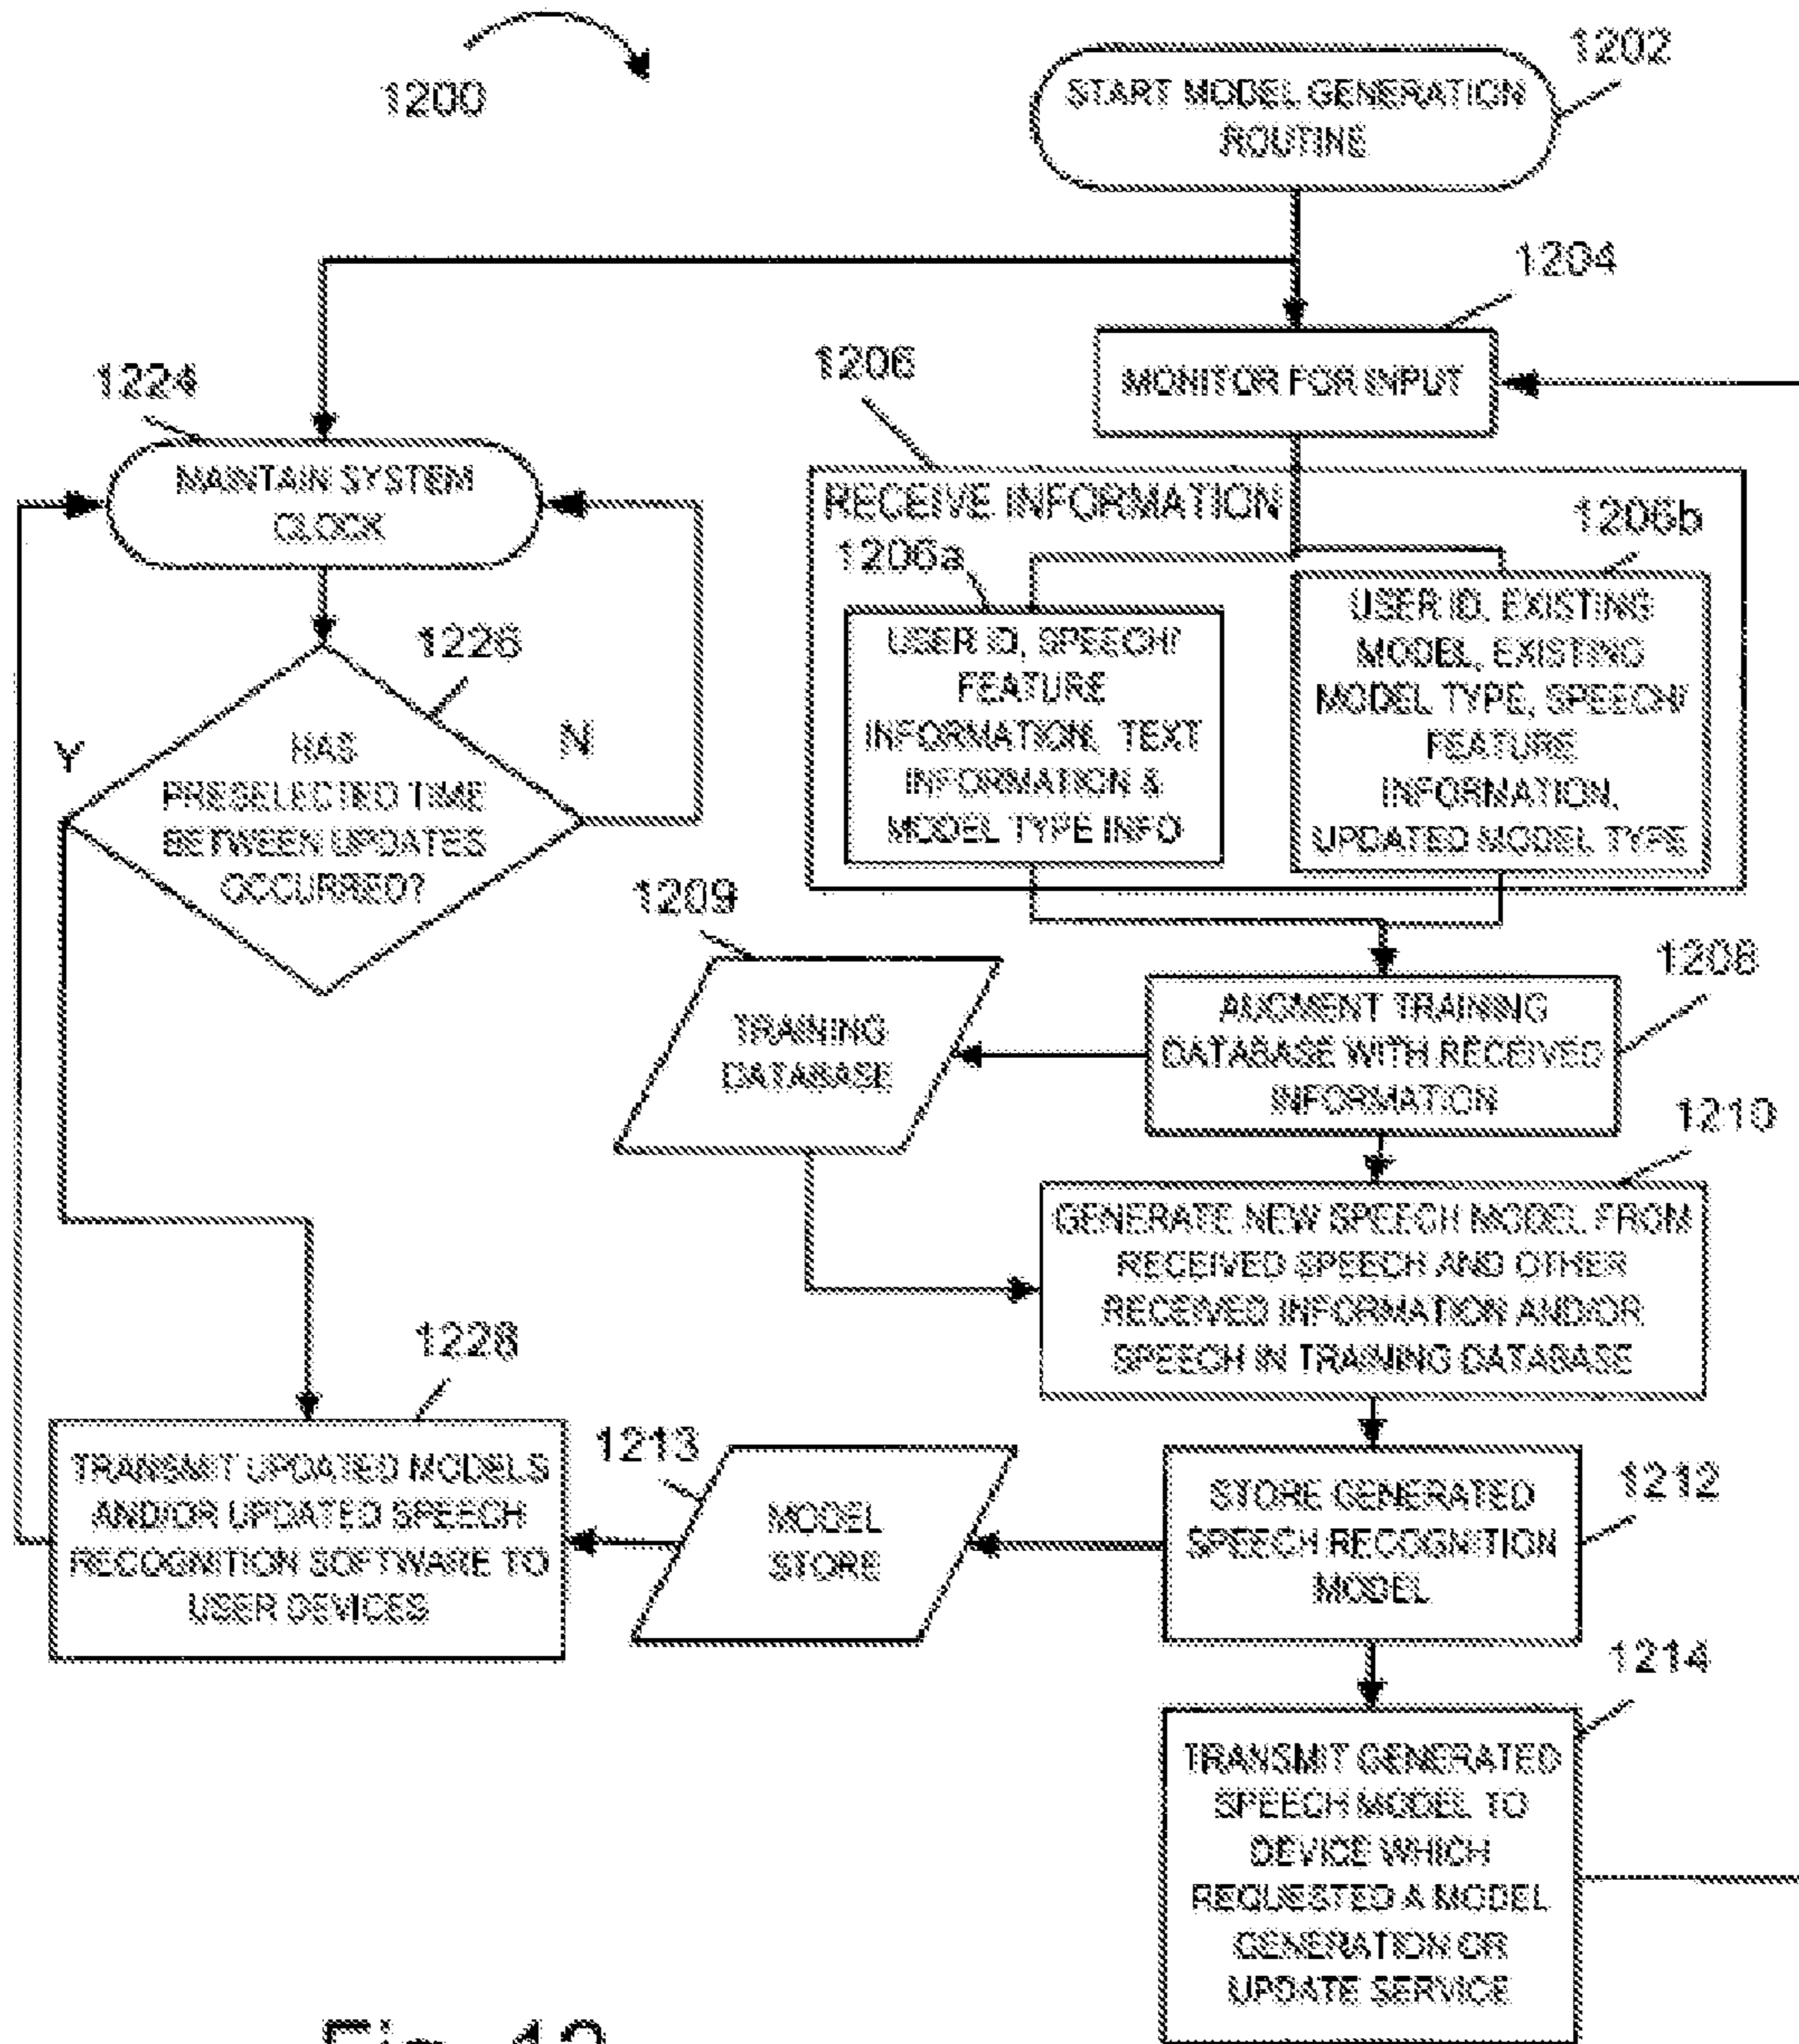 1200
1202
START MODEL GENERATION
ROUTINE
1204
MONITOR FOR INPUT
1224
MAINTAIN SYSTEM
CLOCK
1206
RECEIVE INFORMATION
1206a
USER ID, SPEECH/
FEATURE
INFORMATION, TEXT
INFORMATION &
MODEL TYPE INFO
1206b
USER ID, EXISTING
MODEL, EXISTING
MODEL TYPE, SPEECH/
FEATURE
INFORMATION,
UPDATED MODEL TYPE
1226
Y
N
HAS
PRESELECTED TIME
BETWEEN UPDATES
OCCURRED?
1209
TRAINING
DATABASE
1208
AUGMENT TRAINING
DATABASE WITH RECEIVED
INFORMATION
1210
GENERATE NEW SPEECH MODEL FROM
RECEIVED SPEECH AND OTHER
RECEIVED INFORMATION AND/OR
SPEECH IN TRAINING DATABASE
1228
TRANSMIT UPDATED MODELS
AND/OR UPDATED SPEECH
RECOGNITION SOFTWARE TO
USER DEVICES
1213
MODEL
STORE
1212
STORE GENERATED
SPEECH RECOGNITION
MODEL
1214
TRANSMIT GENERATED
SPEECH MODEL TO
DEVICE WHICH
REQUESTED A MODEL
GENERATION OR
UPDATE SERVICE
Fig. 12